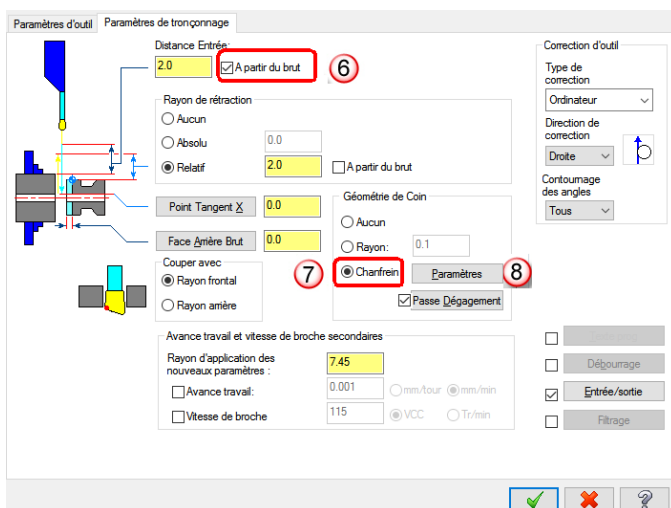 Paramètres d'outil Paramètres de tronçonnage
Distance Entrée:
2.0 A partir du brut 6
Rayon de rétraction
Aucun
Absolu 0.0
Relatif 2.0 A partir du brut
Point Tangent X 0.0
Face Arrière Brut 0.0
Couper avec
Rayon frontal
Rayon arrière
Géométrie de Coin
Aucun
Rayon: 0.1
7 Chanfrein Paramètres 8
Passe Dégagement
Avance travail et vitesse de broche secondaires
Rayon d'application des
nouveaux paramètres : 7.45
Avance travail: 0.001 mm/tour mm/min
Vitesse de broche 115 VCC Tr/min
Correction d'outil
Type de
correction
Ordinateur
Direction de
correction
Droite
Contournage
des angles
Tous
Débourrage
Entrée/sortie
Filtrage